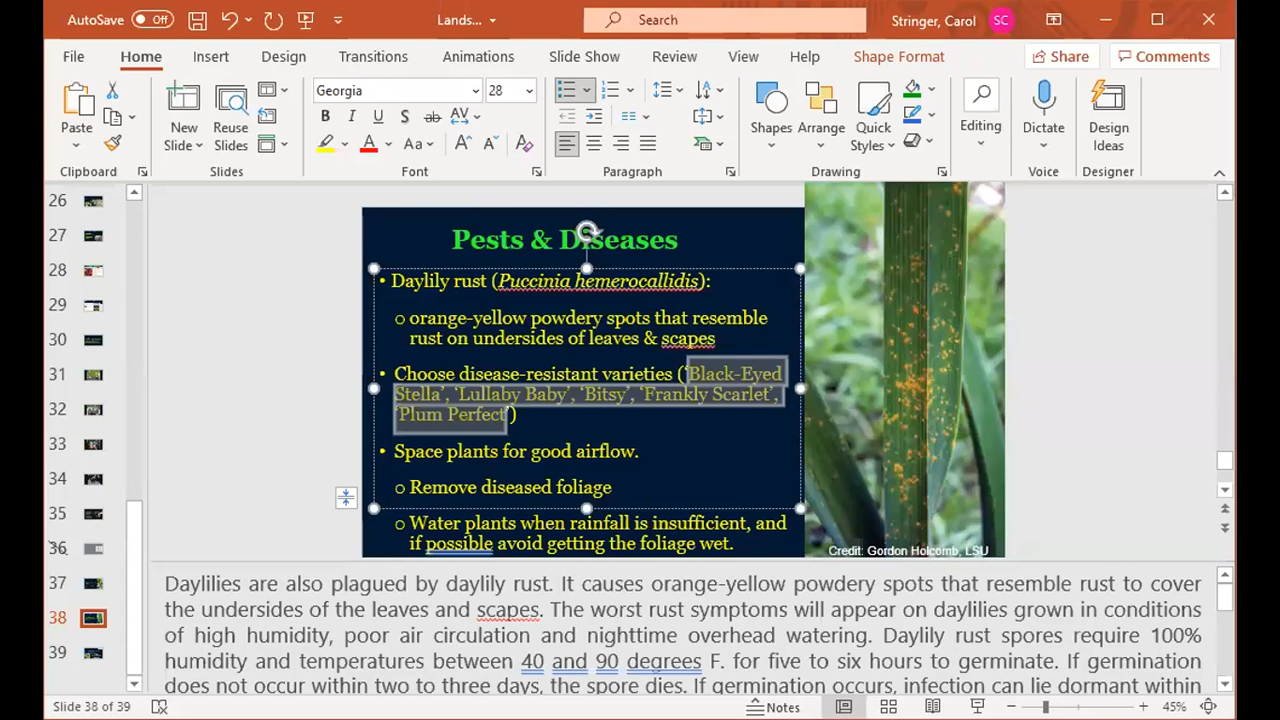 AutoSave Off Lands... Search Stringer, Carol SC
File Home Insert Design Transitions Animations Slide Show Review View Help Shape Format Share Comments
Georgia 28
Paste New Slide Reuse Slides B I U S ab AV Aa A A A Shapes Arrange Quick Styles Editing Dictate Design Ideas
Clipboard Slides Font Paragraph Drawing Voice Designer
26
27
28
29
30
31
32
33
34
35
36
37
38
39
Pests & Diseases
• Daylily rust (Puccinia hemerocallidis):
o orange-yellow powdery spots that resemble
rust on undersides of leaves & scapes
• Choose disease-resistant varieties (‘Black-Eyed
Stella’, ‘Lullaby Baby’, ‘Bitsy’, ‘Frankly Scarlet’,
‘Plum Perfect’)
• Space plants for good airflow.
o Remove diseased foliage
o Water plants when rainfall is insufficient, and
if possible avoid getting the foliage wet.
Credit: Gordon Holcomb, LSU
Daylilies are also plagued by daylily rust. It causes orange-yellow powdery spots that resemble rust to cover
the undersides of the leaves and scapes. The worst rust symptoms will appear on daylilies grown in conditions
of high humidity, poor air circulation and nighttime overhead watering. Daylily rust spores require 100%
humidity and temperatures between 40 and 90 degrees F. for five to six hours to germinate. If germination
does not occur within two to three days, the spore dies. If germination occurs, infection can lie dormant within
Slide 38 of 39 Notes 45%